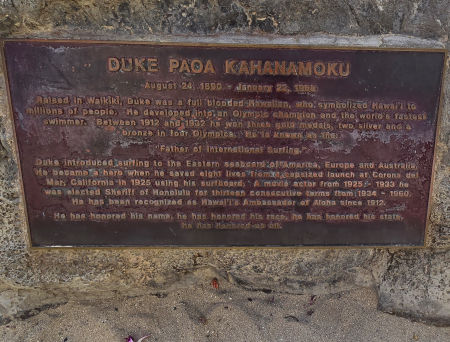 DUKE PAOA KAHANAMOKU
August 24, 1890 - January 22, 1968
Raised in Waikiki, Duke was a full blooded Hawaiian, who symbolized Hawai'i to
millions of people. He developed into an Olympic champion and the world's fastest
swimmer. Between 1912 and 1932 he won three gold medals, two silver and a
bronze in four Olympics. He is known as the
"Father of International Surfing."
Duke introduced surfing to the Eastern seaboard of America, Europe and Australia.
He became a hero when he saved eight lives from a capsized launch at Corona del
Mar, California in 1925 using his surfboard. A movie actor from 1925 - 1933 he
was elected Sheriff of Honolulu for thirteen consecutive terms from 1934 - 1960.
He has been recognized as Hawaii's Ambassador of Aloha since 1912.
He has honored his name, he has honored his race, he has honored his state,
He has honored us all.